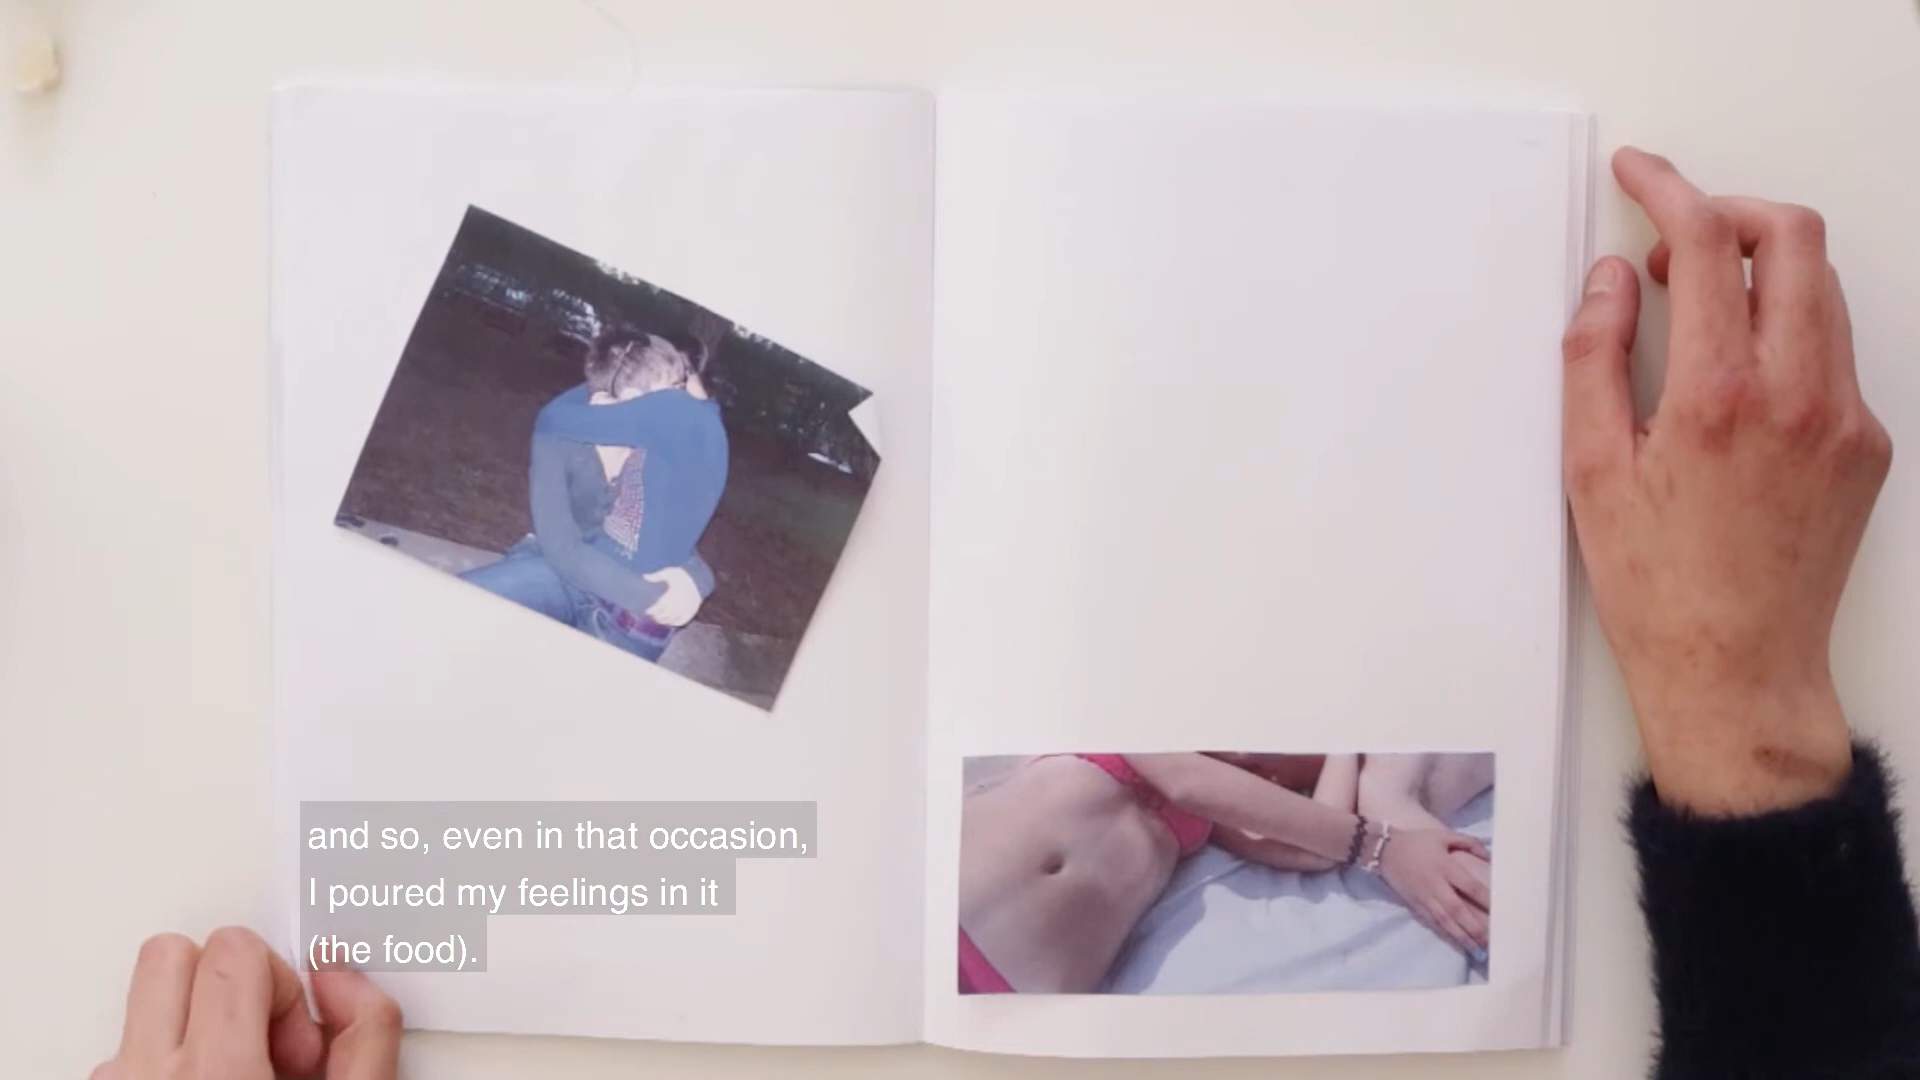 and so, even in that occasion,
I poured my feelings in it
(the food).